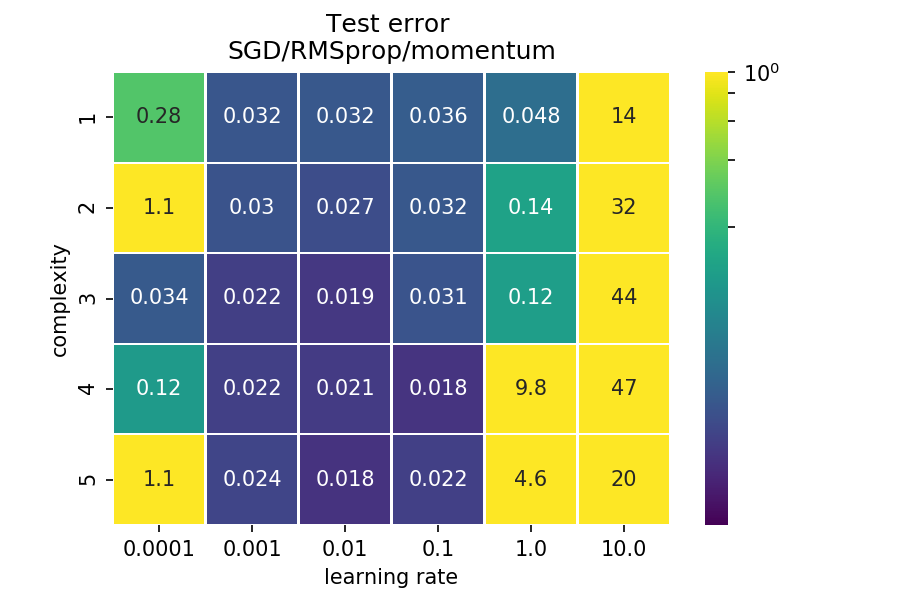 Test error
SGD/RMSprop/momentum
10⁰
1 0.28 0.032 0.032 0.036 0.048 14
2 1.1 0.03 0.027 0.032 0.14 32
3 0.034 0.022 0.019 0.031 0.12 44
4 0.12 0.022 0.021 0.018 9.8 47
5 1.1 0.024 0.018 0.022 4.6 20
complexity
0.0001 0.001 0.01 0.1 1.0 10.0
learning rate